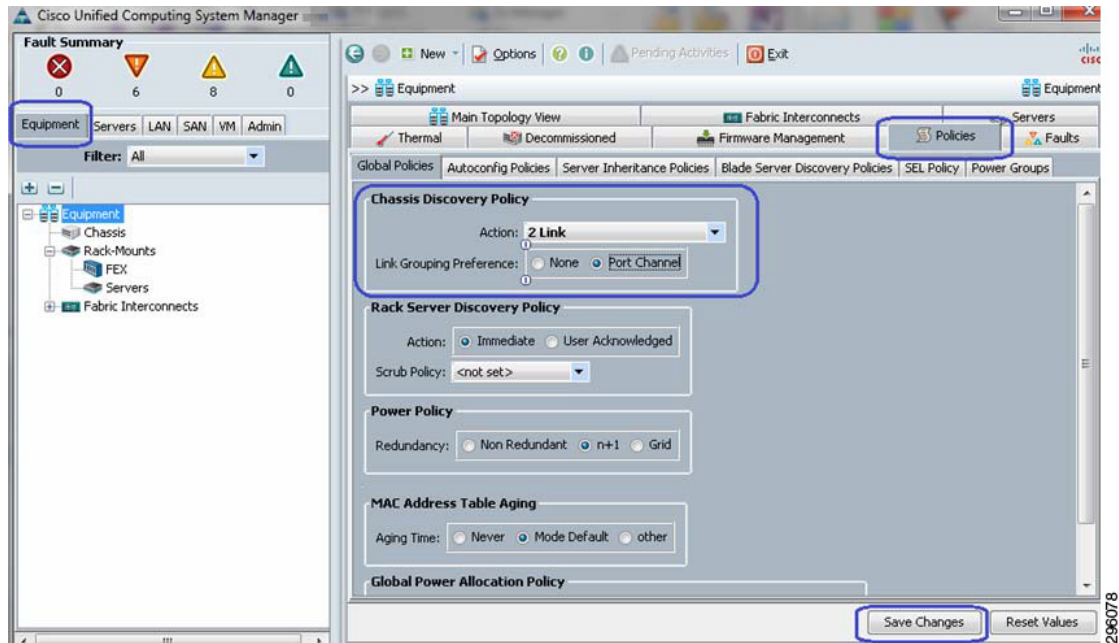 Cisco Unified Computing System Manager
Fault Summary
0 6 8 0
Equipment Servers LAN SAN VM Admin
Filter: All
Equipment
Chassis
Rack-Mounts
FEX
Servers
Fabric Interconnects
New Options Pending Activities Exit
cisc
>> Equipment Equipment
Main Topology View Fabric Interconnects Servers
Thermal Decommissioned Firmware Management Policies Faults
Global Policies Autoconfig Policies Server Inheritance Policies Blade Server Discovery Policies SEL Policy Power Groups
Chassis Discovery Policy
Action: 2 Link
Link Grouping Preference: None Port Channel
Rack Server Discovery Policy
Action: Immediate User Acknowledged
Scrub Policy: <not set>
Power Policy
Redundancy: Non Redundant n+1 Grid
MAC Address Table Aging
Aging Time: Never Mode Default other
Global Power Allocation Policy
Save Changes Reset Values
296078